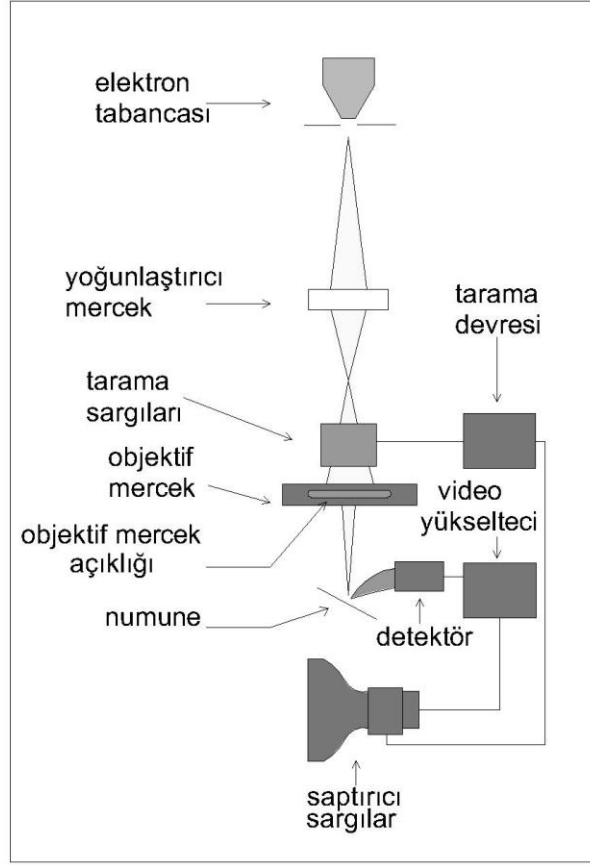 elektron
tabancası
yoğunlaştırıcı
mercek
tarama
devresi
tarama
sargıları
objektif
mercek
video
yükselteci
objektif mercek
açıklığı
numune
detektör
saptırıcı
sargılar